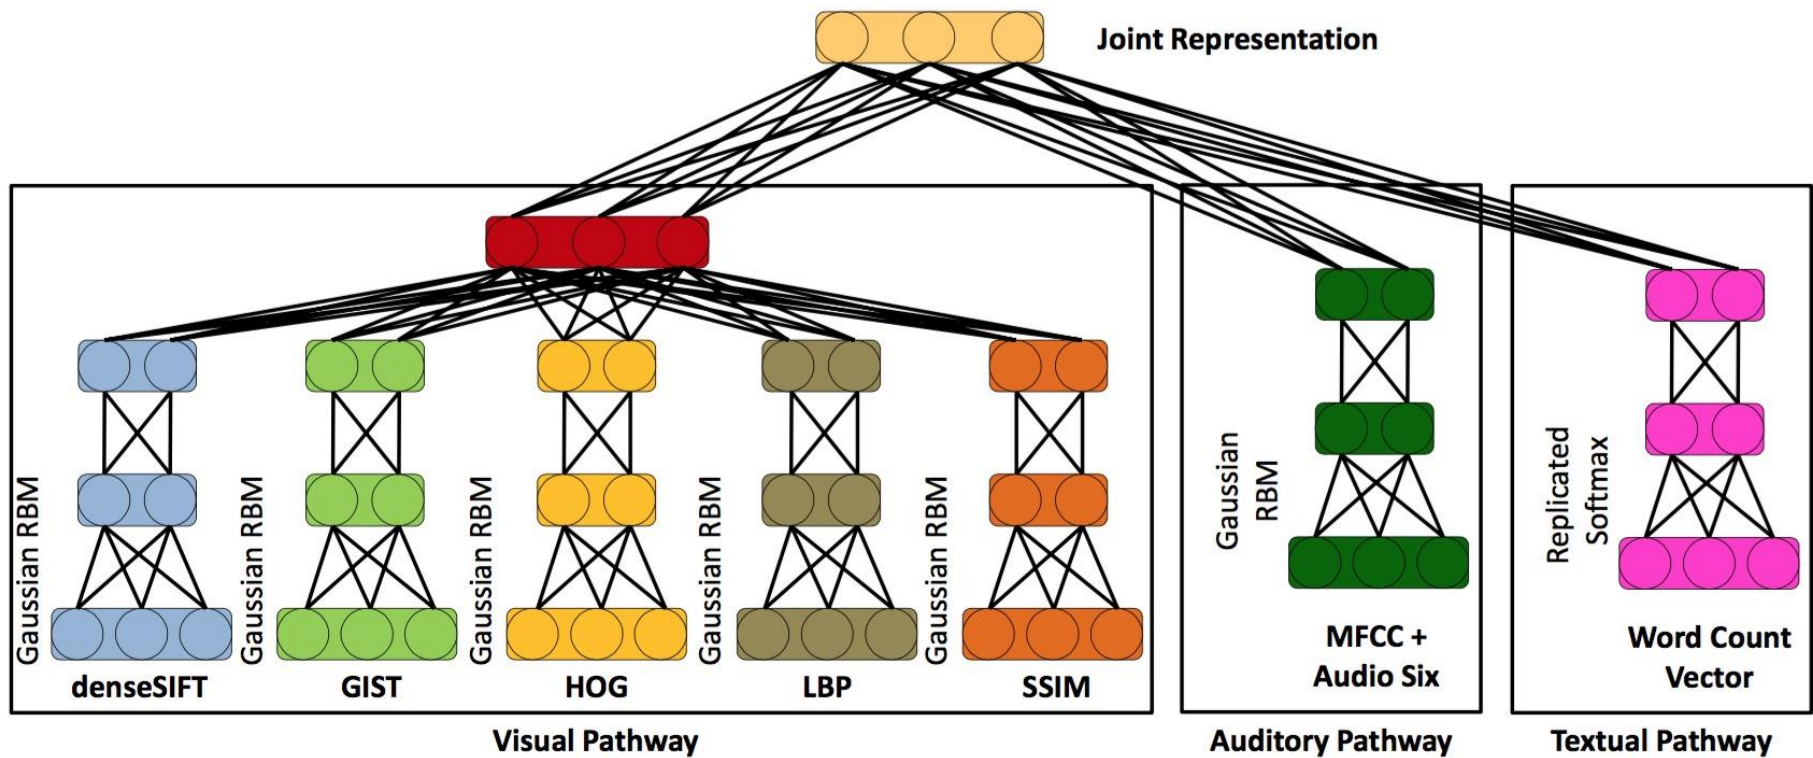 Joint Representation
Gaussian RBM
Gaussian RBM
Gaussian RBM
Gaussian RBM
Gaussian RBM
Gaussian
RBM
Replicated
Softmax
denseSIFT
GIST
HOG
LBP
SSIM
MFCC +
Audio Six
Word Count
Vector
Visual Pathway
Auditory Pathway
Textual Pathway